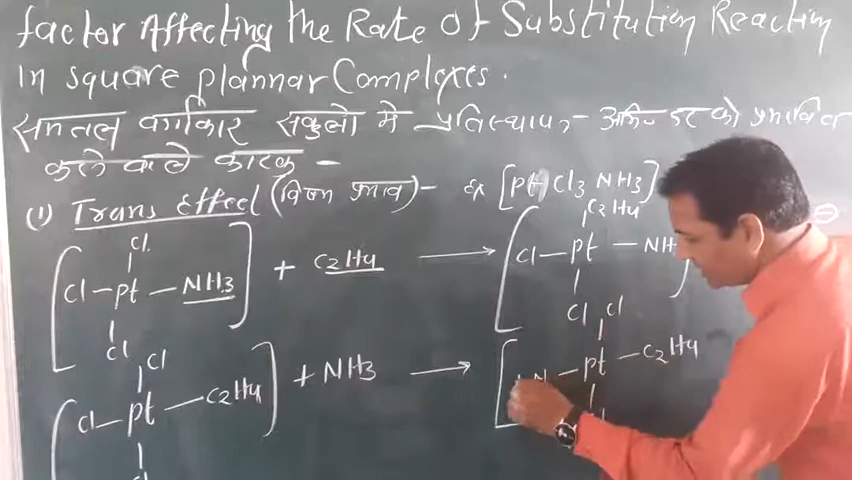 factor Affecting the Rate of Substitution Reaction
in square plannar Complexes.
समतल वर्गाकार संकुलो मे प्रतिस्थापन
करने वाले कारक -
(1) Trans Effect (विपक्ष प्रभाव) - ex [Pt Cl3 NH3]
Cl
Cl - pt - NH3
Cl
+ C2H4 →
C2H4
Cl - pt - NH
Cl
Cl
Cl - pt - C2H4
+ NH3 →
Cl
pt - C2H4